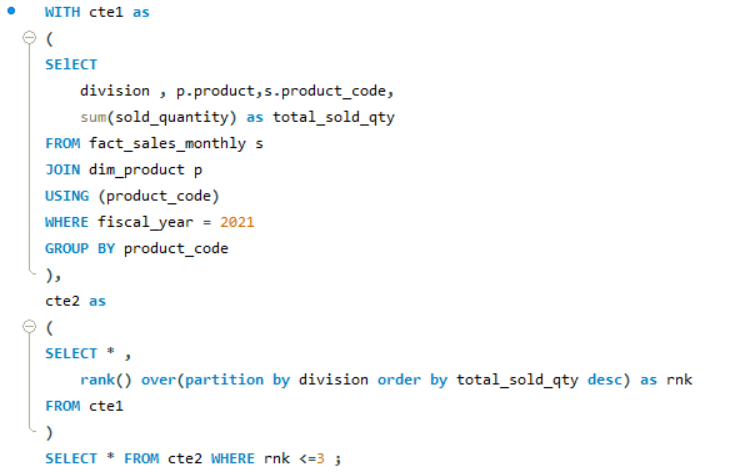 WITH cte1 as
(
SElECT
division , p.product,s.product_code,
sum(sold_quantity) as total_sold_qty
FROM fact_sales_monthly s
JOIN dim_product p
USING (product_code)
WHERE fiscal_year = 2021
GROUP BY product_code
),
cte2 as
(
SELECT * ,
rank() over(partition by division order by total_sold_qty desc) as rnk
FROM cte1
)
SELECT * FROM cte2 WHERE rnk <=3 ;